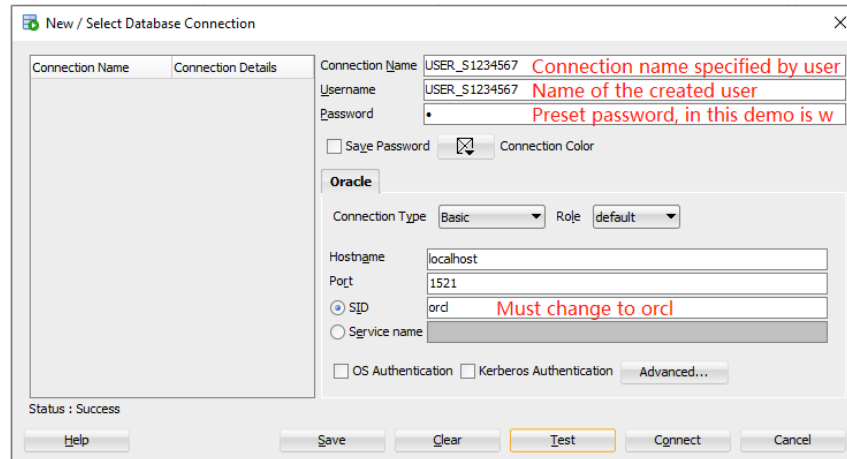 New / Select Database Connection
Connection Name Connection Details
Connection Name USER_S1234567 Connection name specified by user
Username USER_S1234567 Name of the created user
Password • Preset password, in this demo is w
Save Password Connection Color
Oracle
Connection Type Basic Role default
Hostname localhost
Port 1521
SID orcl Must change to orcl
Service name
OS Authentication Kerberos Authentication Advanced...
Status : Success
Help Save Clear Test Connect Cancel